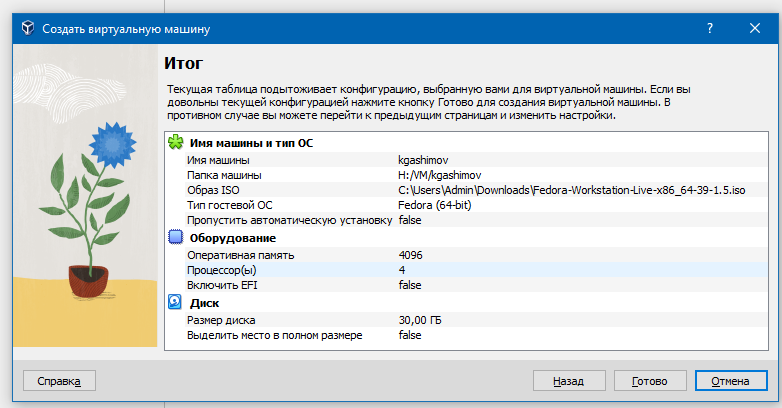 Создать виртуальную машину
?
Итог
Текущая таблица подытоживает конфигурацию, выбранную вами для виртуальной машины. Если вы
довольны текущей конфигурацией нажмите кнопку Готово для создания виртуальной машины. В
противном случае вы можете перейти к предыдущим страницам и изменить настройки.
Имя машины и тип ОС
Имя машины kgashimov
Папка машины H:/VM/kgashimov
Образ ISO C:\Users\Admin\Downloads\Fedora-Workstation-Live-x86_64-39-1.5.iso
Тип гостевой ОС Fedora (64-bit)
Пропустить автоматическую установку false
Оборудование
Оперативная память 4096
Процессор(ы) 4
Включить EFI false
Диск
Размер диска 30,00 ГБ
Выделить место в полном размере false
Справка Назад Готово Отмена